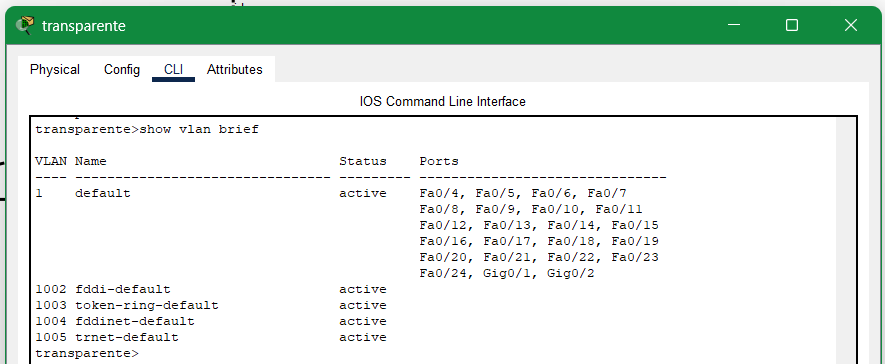 transparente
Physical Config CLI Attributes
IOS Command Line Interface
transparente>show vlan brief
VLAN Name                             Status    Ports
---- -------------------------------- --------- -------------------------------
1    default                          active    Fa0/4, Fa0/5, Fa0/6, Fa0/7
                                                Fa0/8, Fa0/9, Fa0/10, Fa0/11
                                                Fa0/12, Fa0/13, Fa0/14, Fa0/15
                                                Fa0/16, Fa0/17, Fa0/18, Fa0/19
                                                Fa0/20, Fa0/21, Fa0/22, Fa0/23
                                                Fa0/24, Gig0/1, Gig0/2
1002 fddi-default                     active
1003 token-ring-default               active
1004 fddinet-default                  active
1005 trnet-default                    active
transparente>